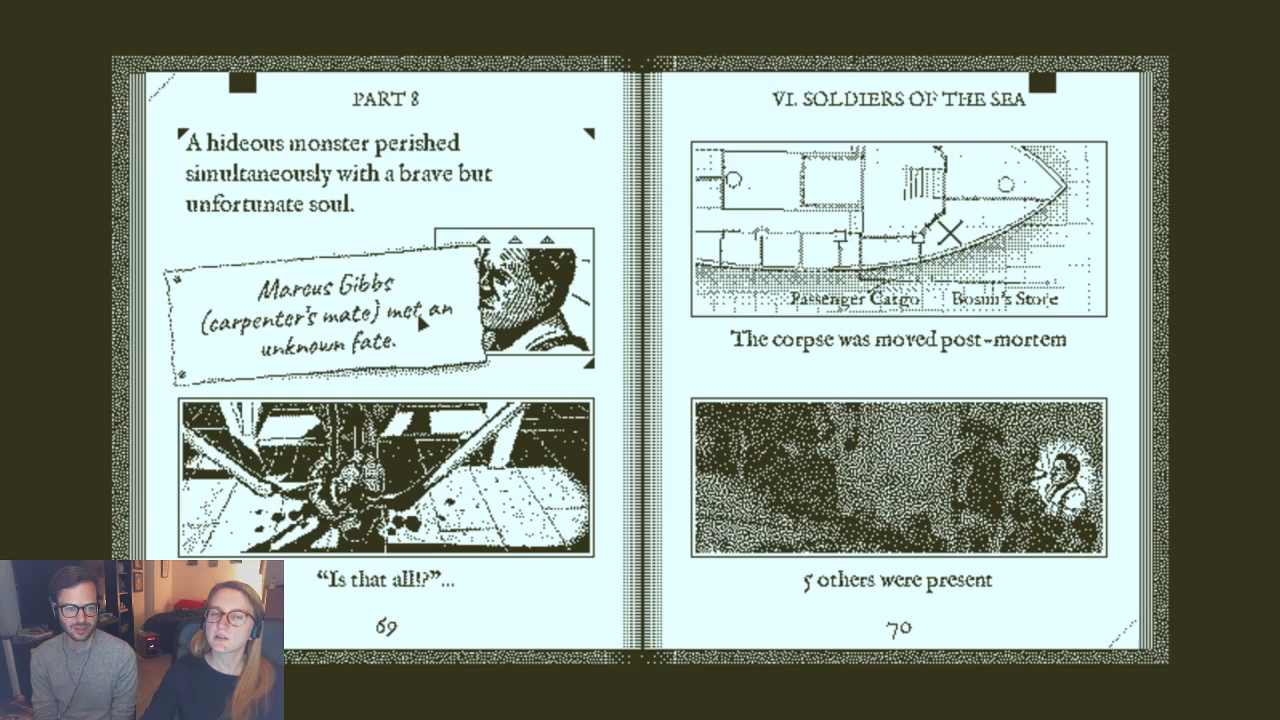 PART 8
A hideous monster perished
simultaneously with a brave but
unfortunate soul.
Marcus Gibbs
(carpenter's mate) met an
unknown fate.
"Is that all!?"...
69
VI. SOLDIERS OF THE SEA
Passenger Cargo
Bosun's Store
The corpse was moved post-mortem
5 others were present
70